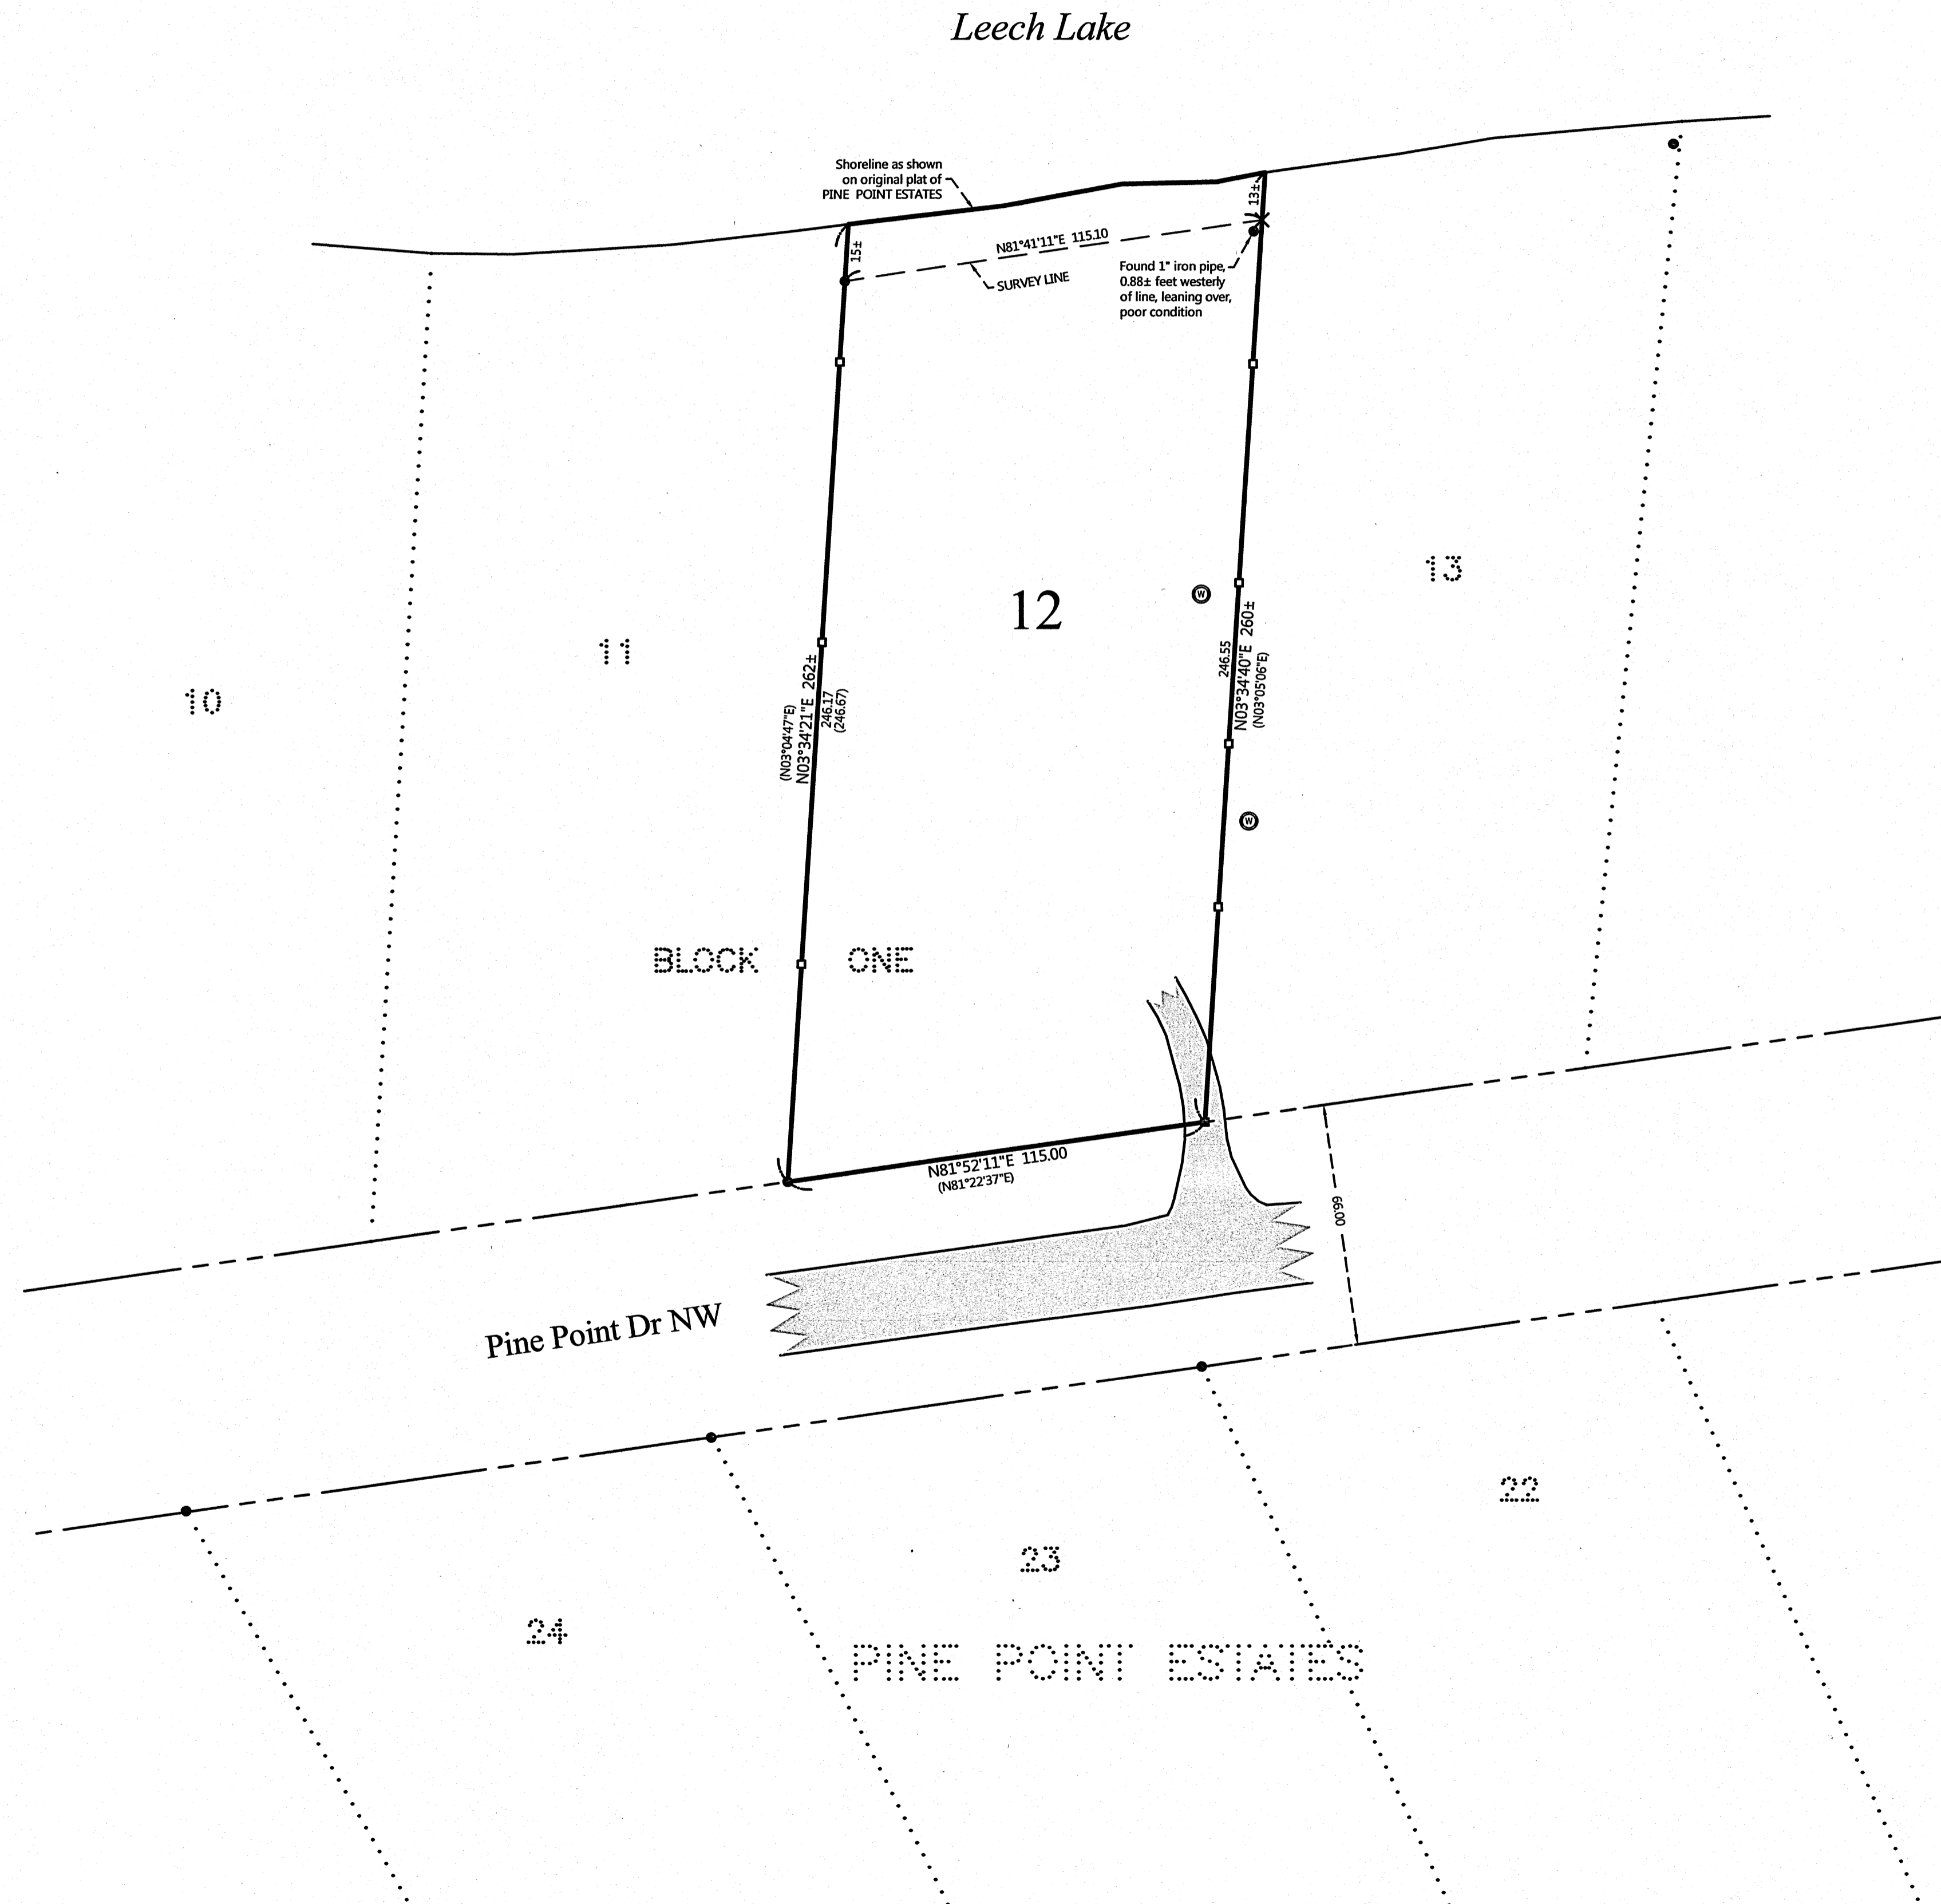 Leech Lake
Shoreline as shown
on original plat of
PINE POINT ESTATES
13±
15±
N81°41'11"E 115.10
SURVEY LINE
Found 1" iron pipe,
0.88± feet westerly
of line, leaning over,
poor condition
10
11
12
13
W
W
(N03°04'47"E)
N03°34'21"E 262±
246.17
(246.67)
246.55
N03°34'40"E 260±
(N03°05'06"E)
BLOCK ONE
N81°52'11"E 115.00
(N81°22'37"E)
66.00
Pine Point Dr NW
22
23
24
PINE POINT ESTATES